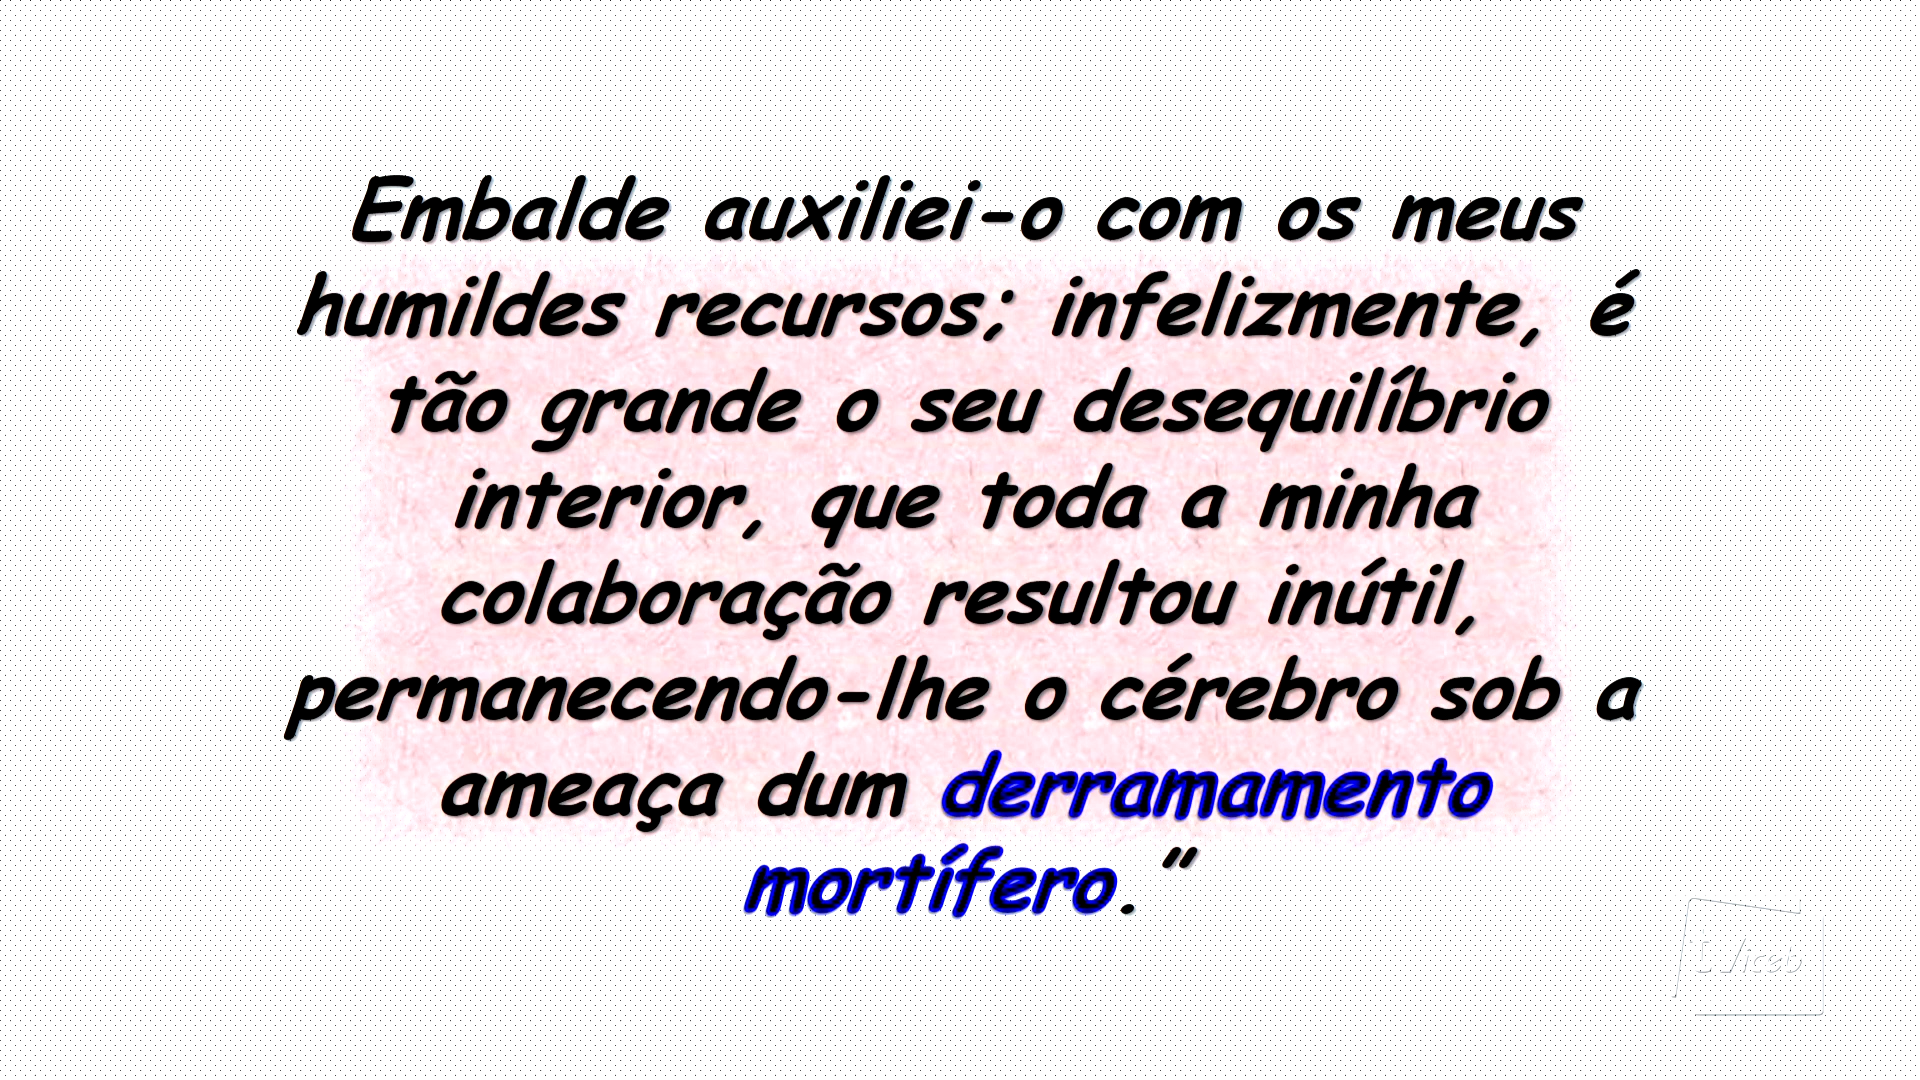 Embalde auxiliei-o com os meus
humildes recursos; infelizmente, é
tão grande o seu desequilíbrio
interior, que toda a minha
colaboração resultou inútil,
permanecendo-lhe o cérebro sob a
ameaça dum derramamento
mortífero.”